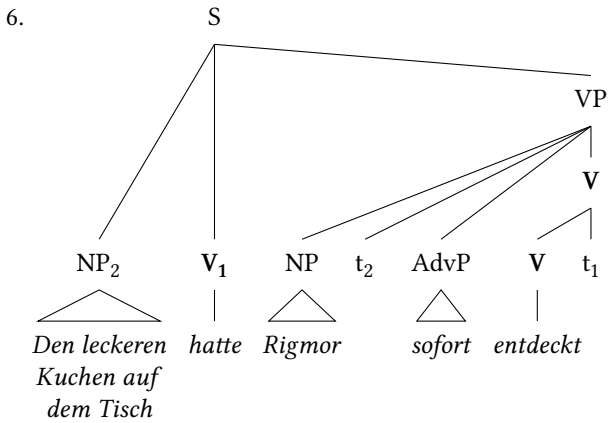 6.
S
VP
V
NP₂ V₁ NP t₂ AdvP V t₁
Den leckeren hatte Rigmor sofort entdeckt
Kuchen auf
dem Tisch